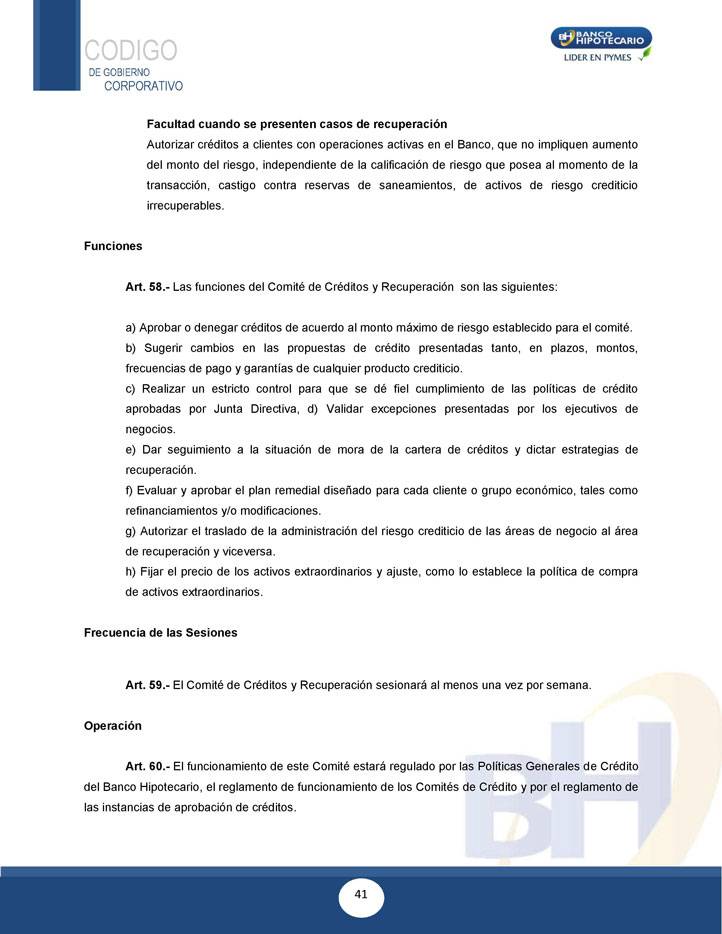 CODIGO
DE GOBIERNO
CORPORATIVO
BH BANCO
HIPOTECARIO
LIDER EN PYMES
Facultad cuando se presenten casos de recuperación
Autorizar créditos a clientes con operaciones activas en el Banco, que no impliquen aumento
del monto del riesgo, independiente de la calificación de riesgo que posea al momento de la
transacción, castigo contra reservas de saneamientos, de activos de riesgo crediticio
irrecuperables.
Funciones
Art. 58.- Las funciones del Comité de Créditos y Recuperación son las siguientes:
a) Aprobar o denegar créditos de acuerdo al monto máximo de riesgo establecido para el comité.
b) Sugerir cambios en las propuestas de crédito presentadas tanto, en plazos, montos,
frecuencias de pago y garantías de cualquier producto crediticio.
c) Realizar un estricto control para que se dé fiel cumplimiento de las políticas de crédito
aprobadas por Junta Directiva, d) Validar excepciones presentadas por los ejecutivos de
negocios.
e) Dar seguimiento a la situación de mora de la cartera de créditos y dictar estrategias de
recuperación.
f) Evaluar y aprobar el plan remedial diseñado para cada cliente o grupo económico, tales como
refinanciamientos y/o modificaciones.
g) Autorizar el traslado de la administración del riesgo crediticio de las áreas de negocio al área
de recuperación y viceversa.
h) Fijar el precio de los activos extraordinarios y ajuste, como lo establece la política de compra
de activos extraordinarios.
Frecuencia de las Sesiones
Art. 59.- El Comité de Créditos y Recuperación sesionará al menos una vez por semana.
Operación
Art. 60.- El funcionamiento de este Comité estará regulado por las Políticas Generales de Crédito
del Banco Hipotecario, el reglamento de funcionamiento de los Comités de Crédito y por el reglamento de
las instancias de aprobación de créditos.
BH
41